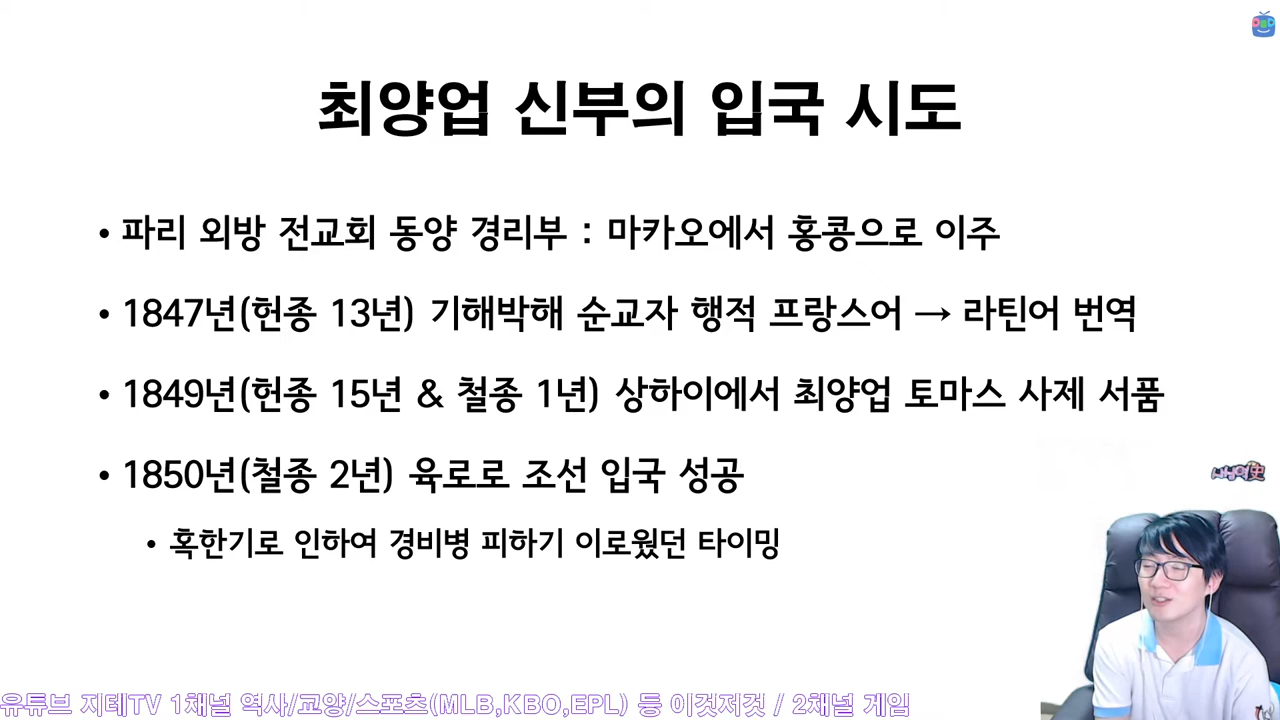 최양업 신부의 입국 시도
• 파리 외방 전교회 동양 경리부 : 마카오에서 홍콩으로 이주
• 1847년(헌종 13년) 기해박해 순교자 행적 프랑스어 → 라틴어 번역
• 1849년(헌종 15년 & 철종 1년) 상하이에서 최양업 토마스 사제 서품
• 1850년(철종 2년) 육로로 조선 입국 성공
• 혹한기로 인하여 경비병 피하기 이로웠던 타이밍
유튜브 지테TV 1채널 역사/교양/스포츠(MLB,KBO,EPL) 등 이것저것 / 2채널 게임